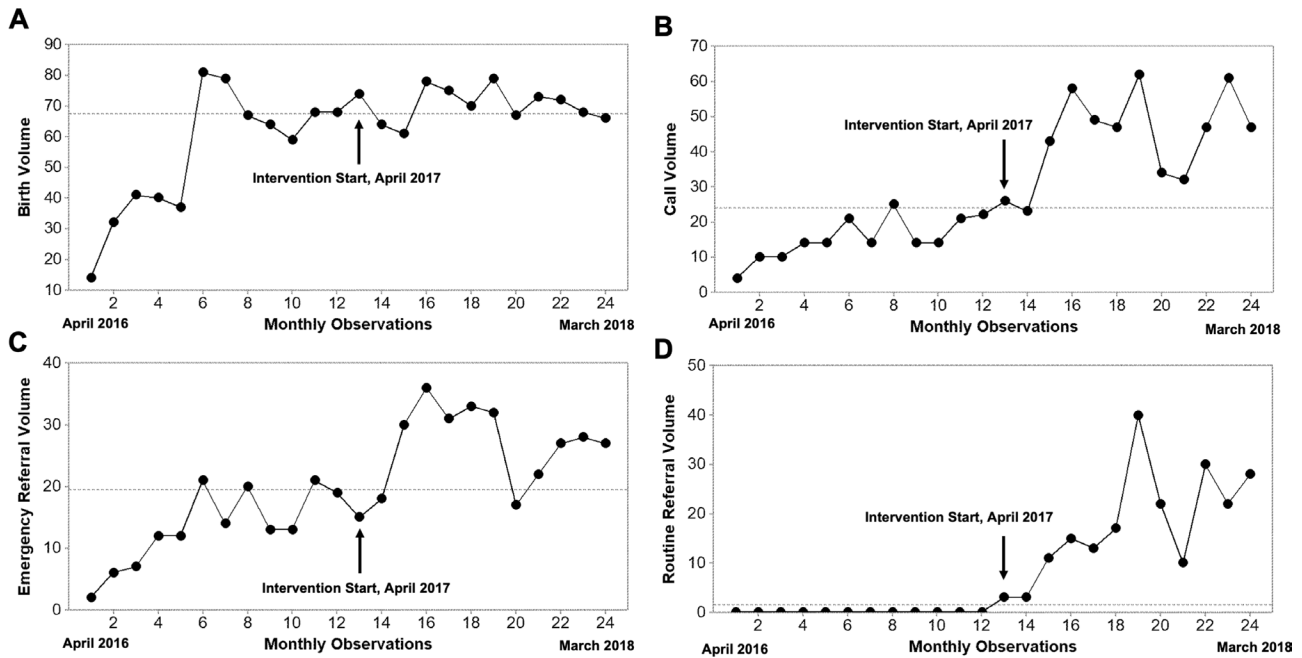 A
Birth Volume
90
80
70
60
50
40
30
20
10
Intervention Start, April 2017
2 4 6 8 10 12 14 16 18 20 22 24
April 2016 Monthly Observations March 2018
B
Call Volume
70
60
50
40
30
20
10
0
Intervention Start, April 2017
2 4 6 8 10 12 14 16 18 20 22 24
April 2016 Monthly Observations March 2018
C
Emergency Referral Volume
40
30
20
10
0
Intervention Start, April 2017
2 4 6 8 10 12 14 16 18 20 22 24
April 2016 Monthly Observations March 2018
D
Routine Referral Volume
50
40
30
20
10
0
Intervention Start, April 2017
2 4 6 8 10 12 14 16 18 20 22 24
April 2016 Monthly Observations March 2018